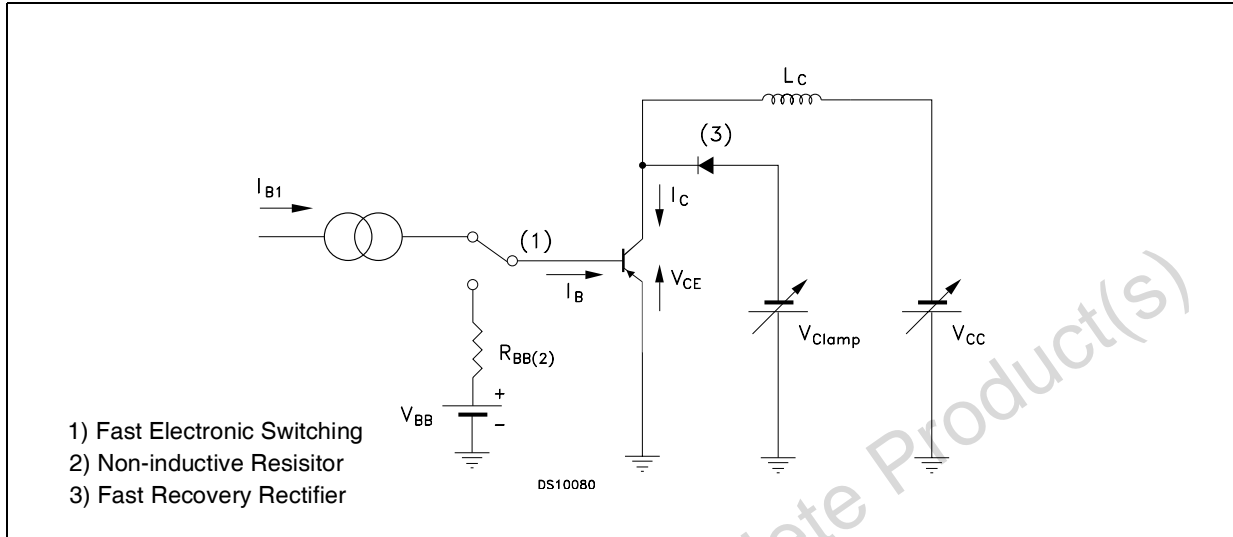 L C
(3)
I B1
I C
(1)
V CE
I B
V Clamp
V CC
R BB(2)
+
V BB
–
1) Fast Electronic Switching
2) Non-inductive Resisitor
3) Fast Recovery Rectifier
DS10080
Product(s)